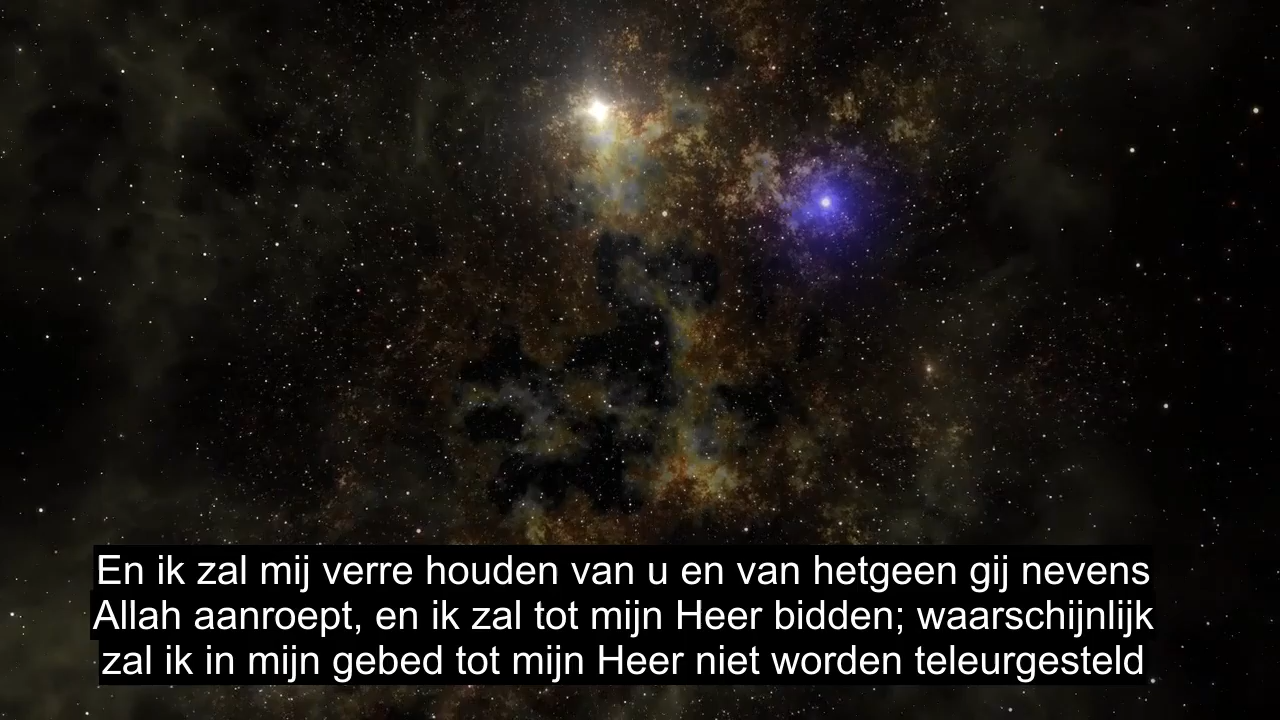 En ik zal mij verre houden van u en van hetgeen gij nevens
Allah aanroept, en ik zal tot mijn Heer bidden; waarschijnlijk
zal ik in mijn gebed tot mijn Heer niet worden teleurgesteld